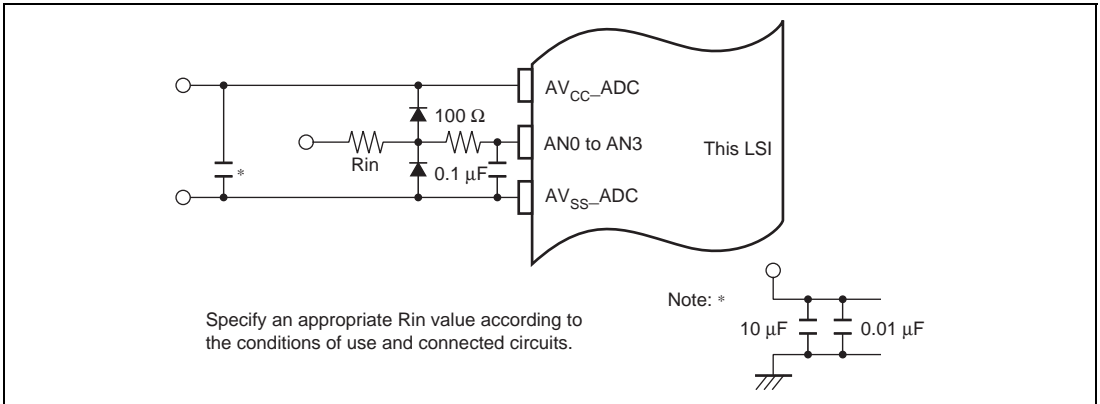 AVCC_ADC
100 Ω
AN0 to AN3
This LSI
Rin
0.1 μF
*
AVSS_ADC
Note: *
10 μF
0.01 μF
Specify an appropriate Rin value according to
the conditions of use and connected circuits.